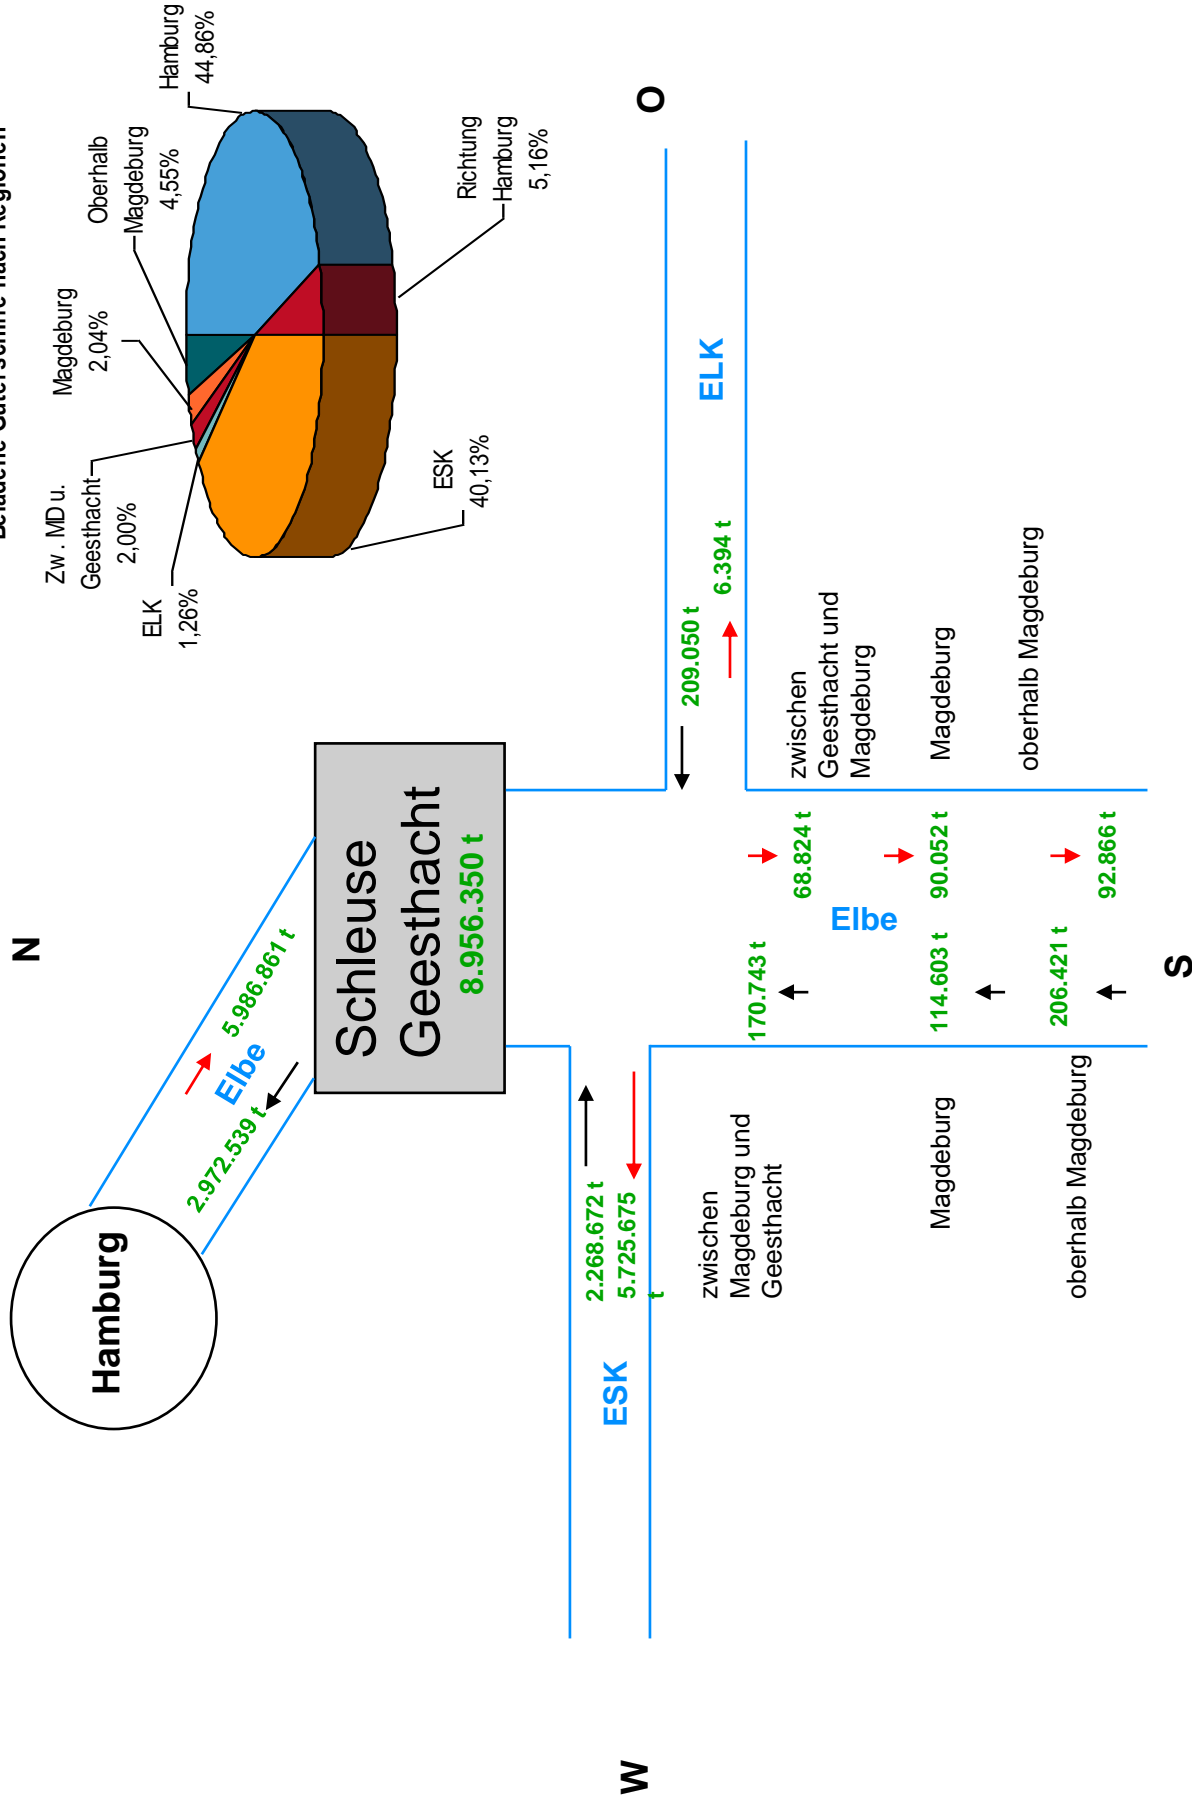 Beladene Güterschiffe nach Regionen
Zw. MD u.
Geesthacht
2,00%
Magdeburg
2,04%
Oberhalb
Magdeburg
4,55%
Hamburg
44,86%
ELK
1,26%
ESK
40,13%
Richtung
Hamburg
5,16%
N
Hamburg
2.972.539 t
Elbe
5.986.861 t
Schleuse
Geesthacht
8.956.350 t
W
ESK
2.268.672 t
5.725.675
t
209.050 t
6.394 t
ELK
O
zwischen
Magdeburg und
Geesthacht
170.743 t
68.824 t
zwischen
Geesthacht und
Magdeburg
Elbe
Magdeburg
114.603 t
90.052 t
Magdeburg
oberhalb Magdeburg
206.421 t
92.866 t
oberhalb Magdeburg
S